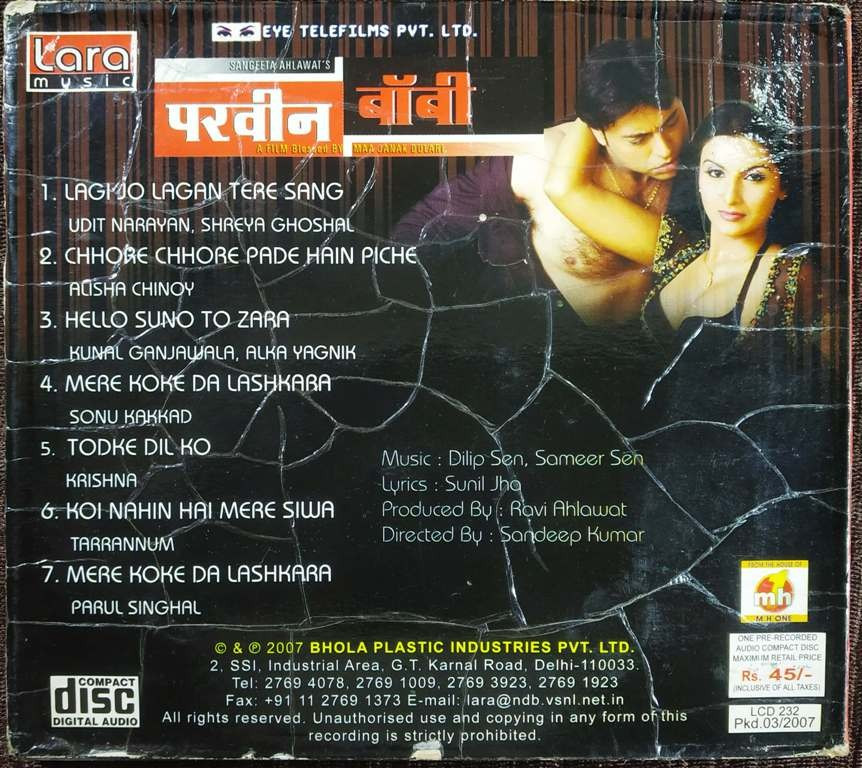 EYE TELEFILMS PVT. LTD.
Lara
music
SANGEETA AHLAWAT'S
परवीन बॉबी
A FILM Blessed BY MAA JANAK DULARI
1. LAGI JO LAGAN TERE SANG
UDIT NARAYAN, SHREYA GHOSHAL
2. CHHORE CHHORE PADE HAIN PICHE
ALISHA CHINOY
3. HELLO SUNO TO ZARA
KUNAL GANJAWALA, ALKA YAGNIK
4. MERE KOKE DA LASHKARA
SONU KAKKAD
5. TODKE DIL KO
KRISHNA
6. KOI NAHIN HAI MERE SIWA
TARRANNUM
7. MERE KOKE DA LASHKARA
PARUL SINGHAL
Music : Dilip Sen, Sameer Sen
Lyrics : Sunil Jha
Produced By : Ravi Ahlawat
Directed By : Sandeep Kumar
FROM THE HOUSE OF
mh
M H ONE
ONE PRE-RECORDED
AUDIO COMPACT DISC
MAXIMUM RETAIL PRICE
Rs. 45/-
(INCLUSIVE OF ALL TAXES)
LCD 232
Pkd.03/2007
COMPACT
disc
DIGITAL AUDIO
© & ℗ 2007 BHOLA PLASTIC INDUSTRIES PVT. LTD.
2, SSI, Industrial Area, G.T. Karnal Road, Delhi-110033.
Tel: 2769 4078, 2769 1009, 2769 3923, 2769 1923
Fax: +91 11 2769 1373 E-mail: lara@ndb.vsnl.net.in
All rights reserved. Unauthorised use and copying in any form of this
recording is strictly prohibited.